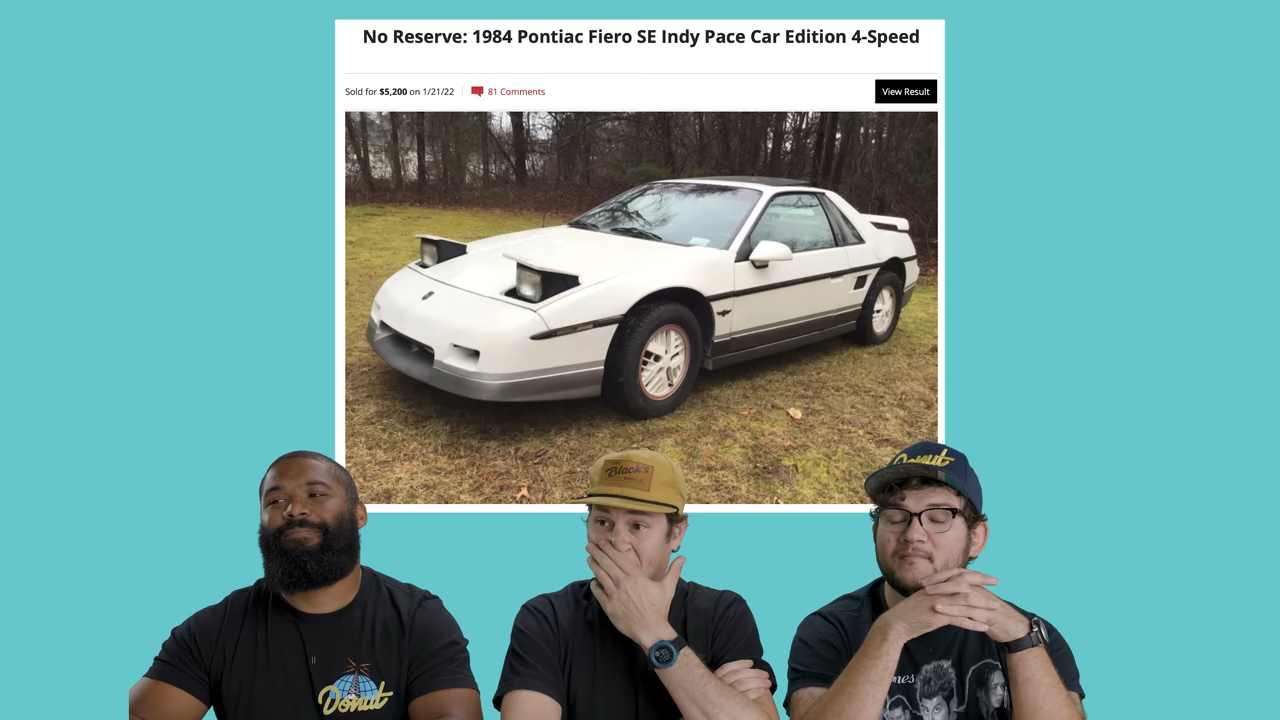 No Reserve: 1984 Pontiac Fiero SE Indy Pace Car Edition 4-Speed
Sold for $5,200 on 1/21/22
81 Comments
View Result
Black's
Donut
Donut